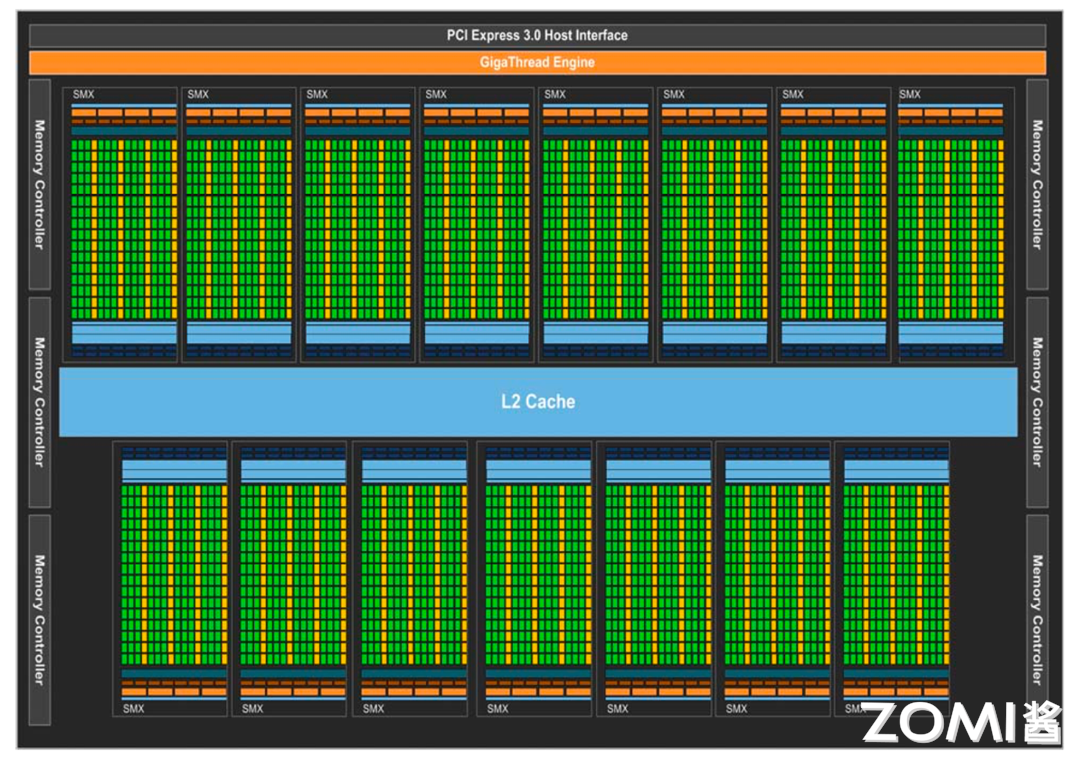 PCI Express 3.0 Host Interface
GigaThread Engine
SMX SMX SMX SMX SMX SMX SMX SMX
Memory Controller
Memory Controller
Memory Controller
Memory Controller
L2 Cache
Memory Controller
Memory Controller
SMX SMX SMX SMX SMX SMX SMX
ZOMI酱